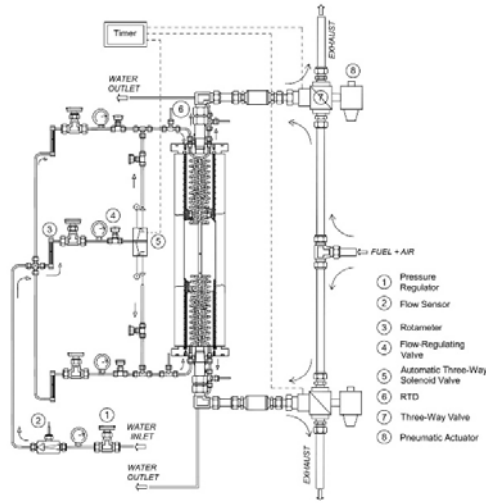 Timer
EXHAUST
8
WATER
OUTLET
6
7
3
4
5
FUEL + AIR
1 Pressure
Regulator
2 Flow Sensor
3 Rotameter
4 Flow-Regulating
Valve
5 Automatic Three-Way
Solenoid Valve
6 RTD
7 Three-Way Valve
8 Pneumatic Actuator
2
1
WATER
INLET
WATER
OUTLET
EXHAUST